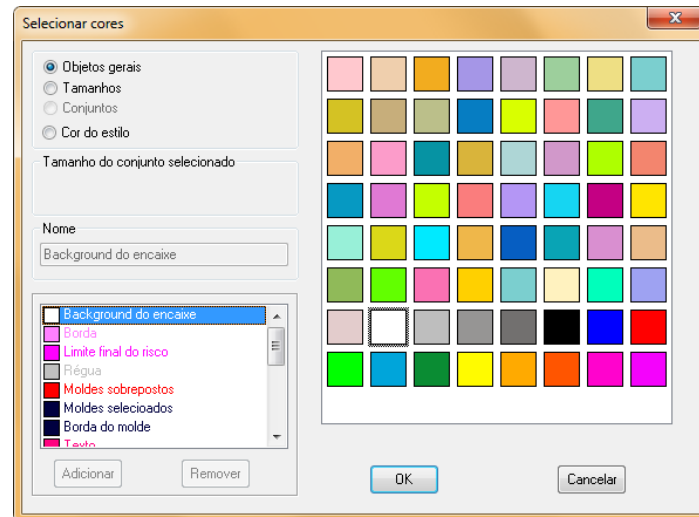 Selecionar cores
Objetos gerais
Tamanhos
Conjuntos
Cor do estilo
Tamanho do conjunto selecionado
Nome
Background do encaixe
Background do encaixe
Borda
Limite final do risco
Régua
Moldes sobrepostos
Moldes selecioados
Borda do molde
Texto
Adicionar
Remover
OK
Cancelar